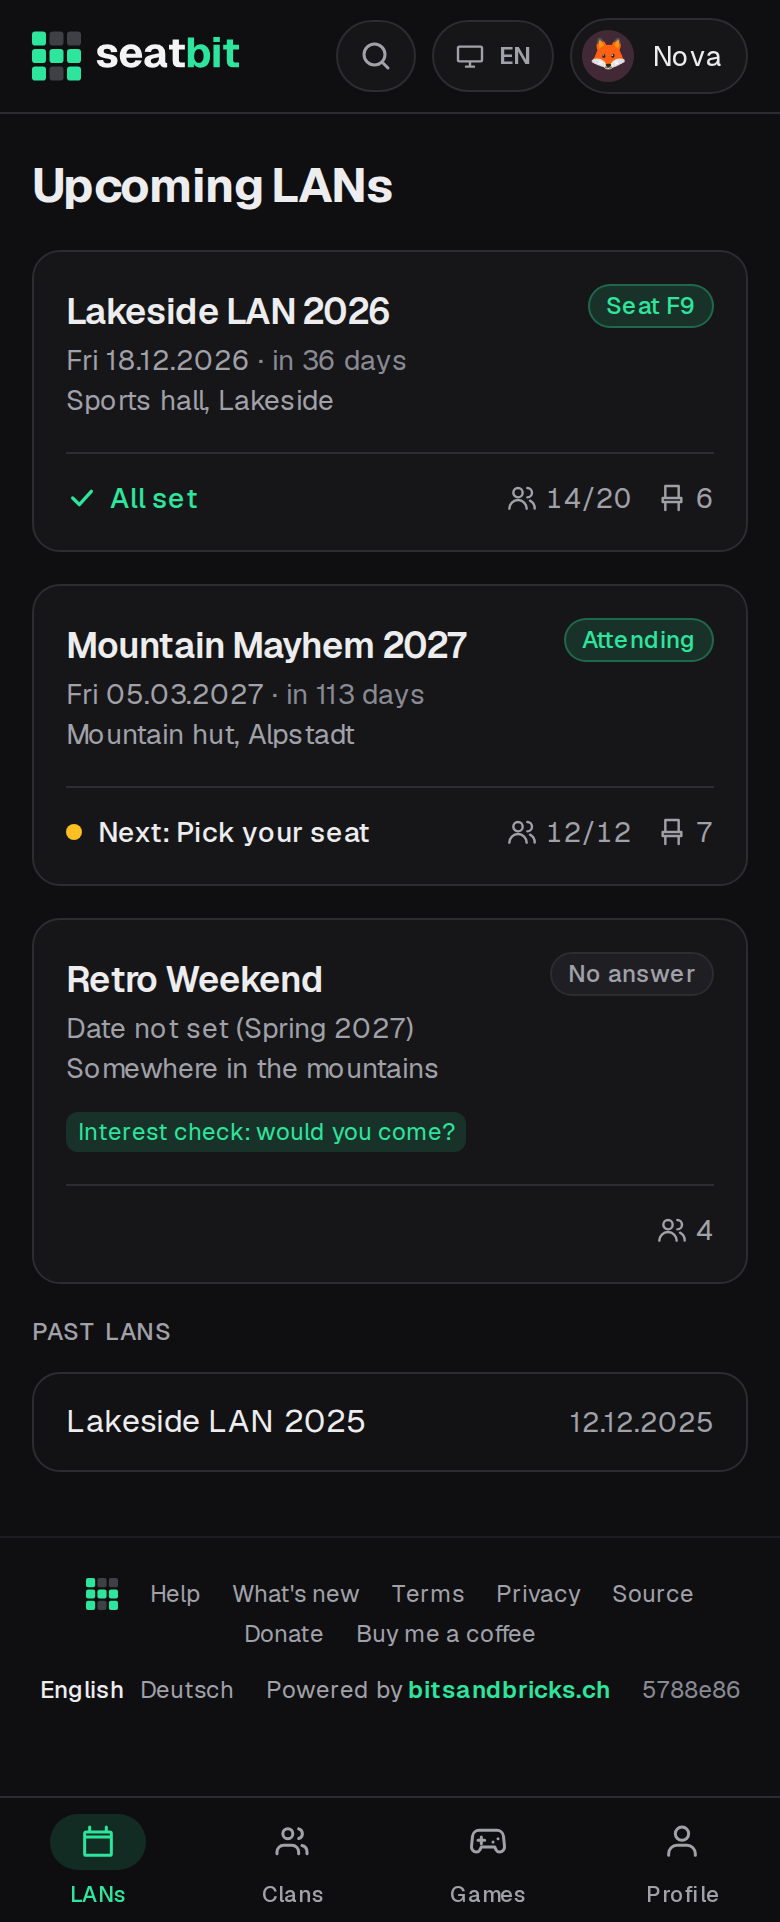 seatbit EN Nova
Upcoming LANs
Lakeside LAN 2026 Seat F9
Fri 18.12.2026 · in 36 days
Sports hall, Lakeside
All set 14/20 6
Mountain Mayhem 2027 Attending
Fri 05.03.2027 · in 113 days
Mountain hut, Alpstadt
Next: Pick your seat 12/12 7
Retro Weekend No answer
Date not set (Spring 2027)
Somewhere in the mountains
Interest check: would you come?
4
PAST LANS
Lakeside LAN 2025 12.12.2025
Help What's new Terms Privacy Source
Donate Buy me a coffee
English Deutsch Powered by bitsandbricks.ch 5788e86
LANs Clans Games Profile